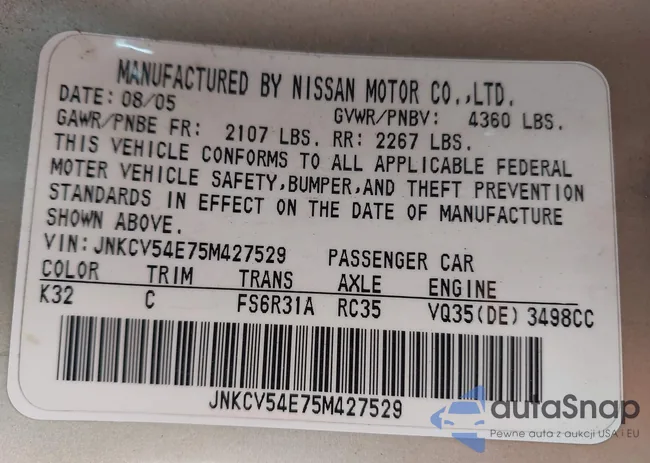 MANUFACTURED BY NISSAN MOTOR CO.,LTD.
DATE: 08/05 GVWR/PNBV: 4360 LBS.
GAWR/PNBE FR: 2107 LBS. RR: 2267 LBS.
THIS VEHICLE CONFORMS TO ALL APPLICABLE FEDERAL
MOTER VEHICLE SAFETY,BUMPER,AND THEFT PREVENTION
STANDARDS IN EFFECT ON THE DATE OF MANUFACTURE
SHOWN ABOVE.
VIN: JNKCV54E75M427529 PASSENGER CAR
COLOR TRIM TRANS AXLE ENGINE
K32 C FS6R31A RC35 VQ35(DE) 3498CC
JNKCV54E75M427529
autaSnap
Pewne auta z aukcji USA i EU